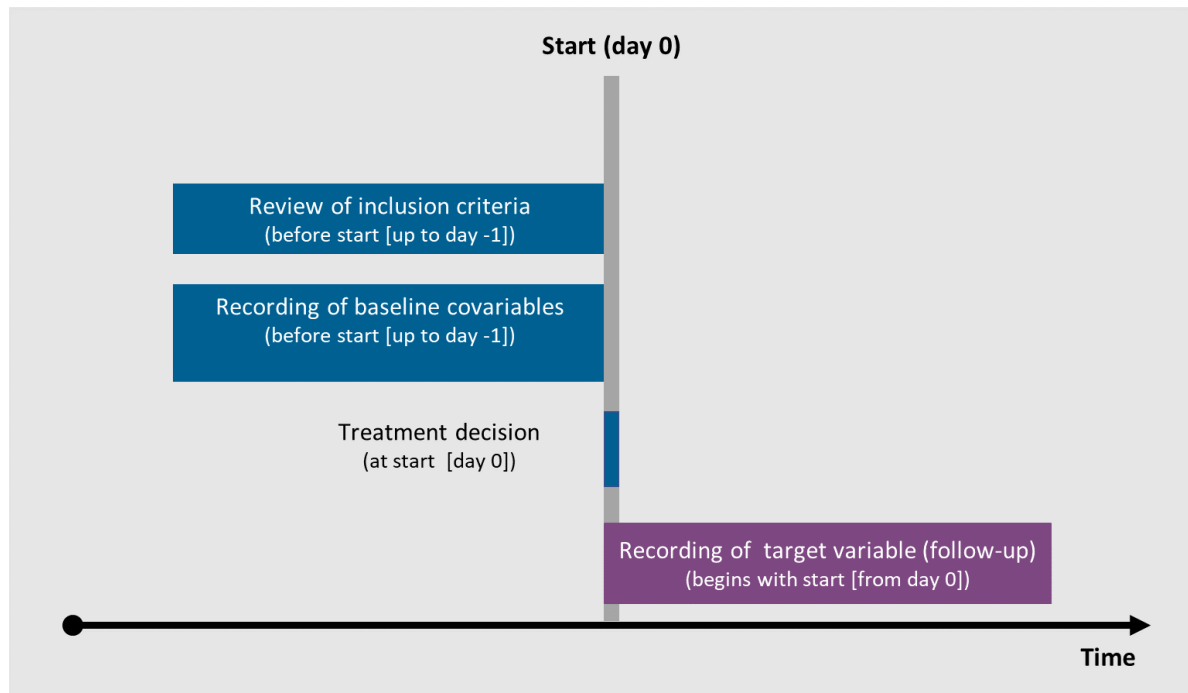 Start (day 0)
Review of inclusion criteria
(before start [up to day -1])
Recording of baseline covariables
(before start [up to day -1])
Treatment decision
(at start [day 0])
Recording of target variable (follow-up)
(begins with start [from day 0])
Time